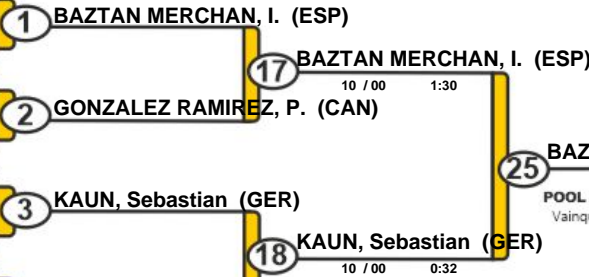 1 BAZTAN MERCHAN, I. (ESP)
17 BAZTAN MERCHAN, I. (ESP)
10 / 00 1:30
2 GONZALEZ RAMIREZ, P. (CAN)
25 BAZ
POOL
Vainqu
3 KAUN, Sebastian (GER)
18 KAUN, Sebastian (GER)
10 / 00 0:32